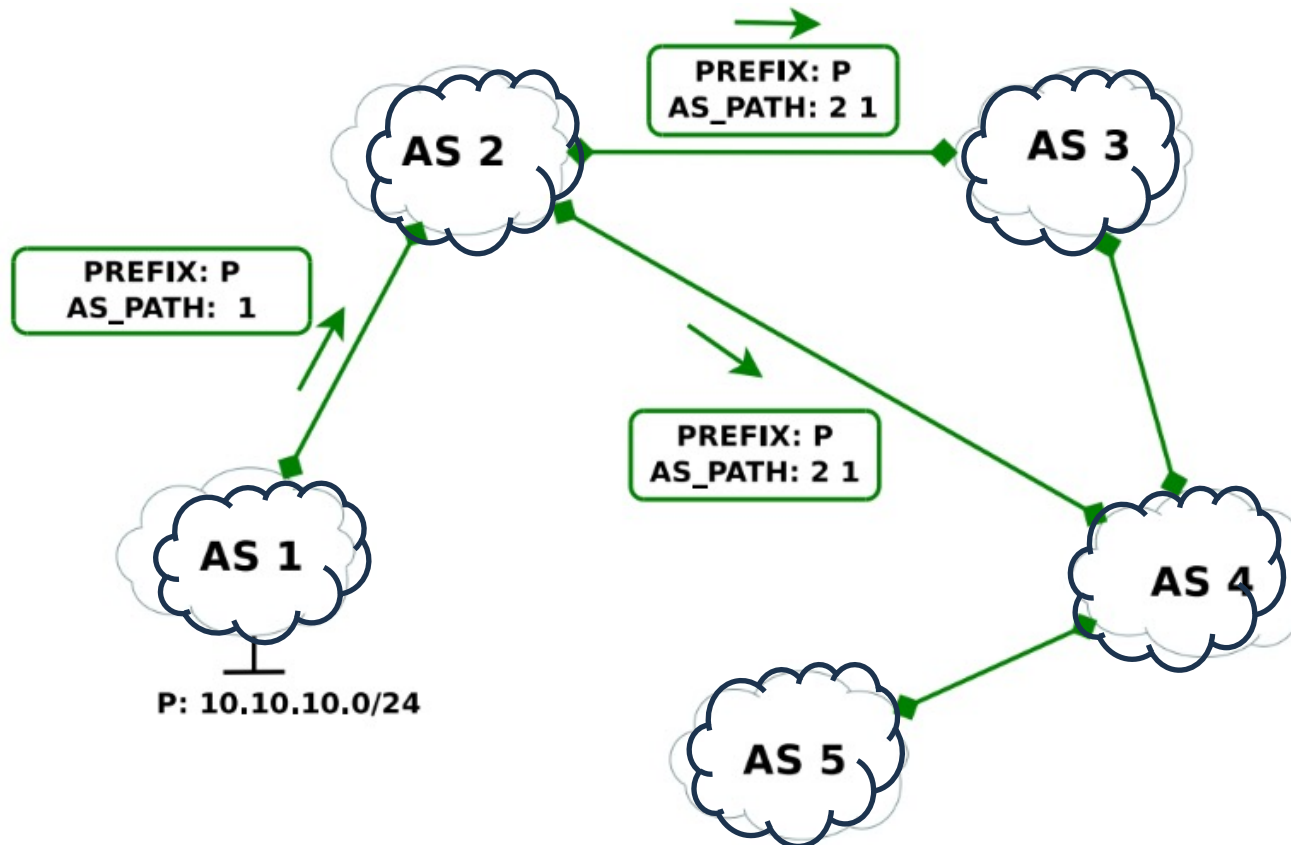 PREFIX: P
AS_PATH: 2 1
AS 2
AS 3
PREFIX: P
AS_PATH:  1
PREFIX: P
AS_PATH: 2 1
AS 1
AS 4
P: 10.10.10.0/24
AS 5